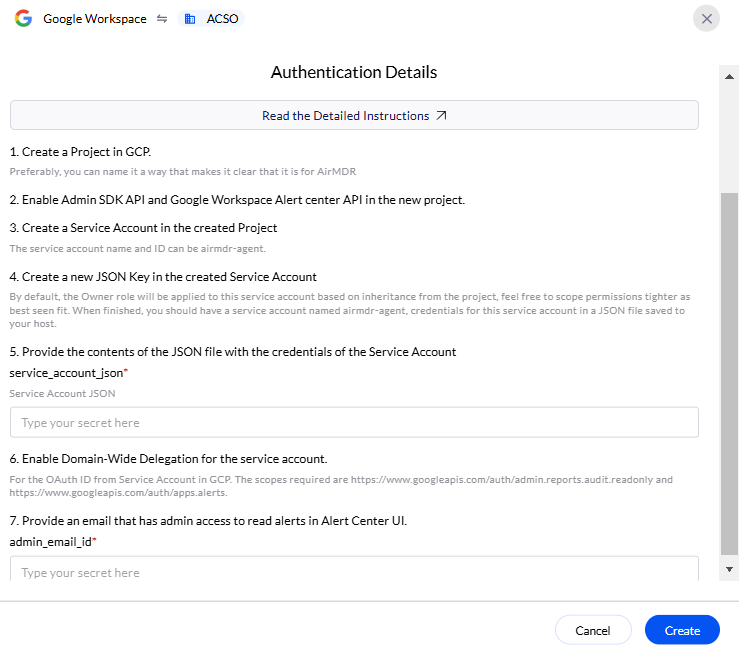 Google Workspace ⇋ ACSO
Authentication Details
Read the Detailed Instructions
1. Create a Project in GCP.
Preferably, you can name it a way that makes it clear that it is for AirMDR
2. Enable Admin SDK API and Google Workspace Alert center API in the new project.
3. Create a Service Account in the created Project
The service account name and ID can be airmdr-agent.
4. Create a new JSON Key in the created Service Account
By default, the Owner role will be applied to this service account based on inheritance from the project, feel free to scope permissions tighter as
best seen fit. When finished, you should have a service account named airmdr-agent, credentials for this service account in a JSON file saved to
your host.
5. Provide the contents of the JSON file with the credentials of the Service Account
service_account_json*
Service Account JSON
Type your secret here
6. Enable Domain-Wide Delegation for the service account.
For the OAuth ID from Service Account in GCP. The scopes required are https://www.googleapis.com/auth/admin.reports.audit.readonly and
https://www.googleapis.com/auth/apps.alerts.
7. Provide an email that has admin access to read alerts in Alert Center UI.
admin_email_id*
Type your secret here
Cancel
Create